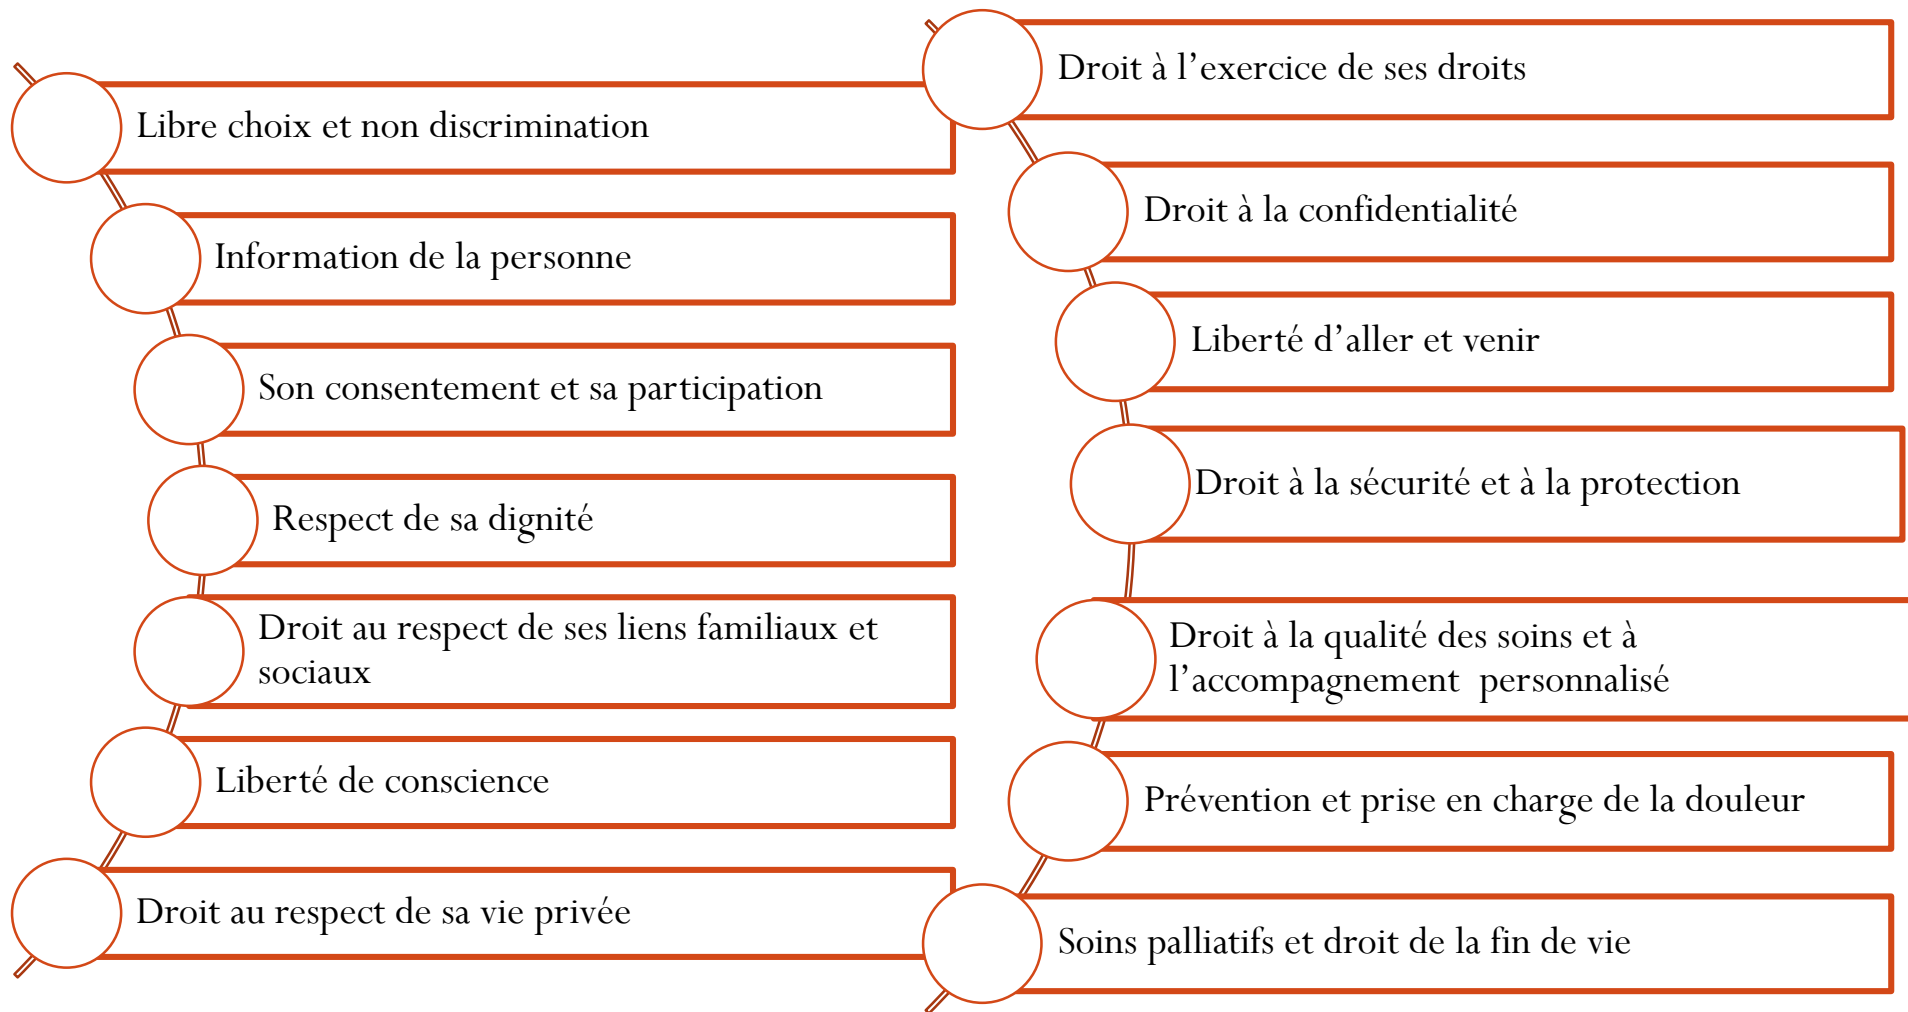 Libre choix et non discrimination
Information de la personne
Son consentement et sa participation
Respect de sa dignité
Droit au respect de ses liens familiaux et
sociaux
Liberté de conscience
Droit au respect de sa vie privée
Droit à l’exercice de ses droits
Droit à la confidentialité
Liberté d’aller et venir
Droit à la sécurité et à la protection
Droit à la qualité des soins et à
l’accompagnement  personnalisé
Prévention et prise en charge de la douleur
Soins palliatifs et droit de la fin de vie